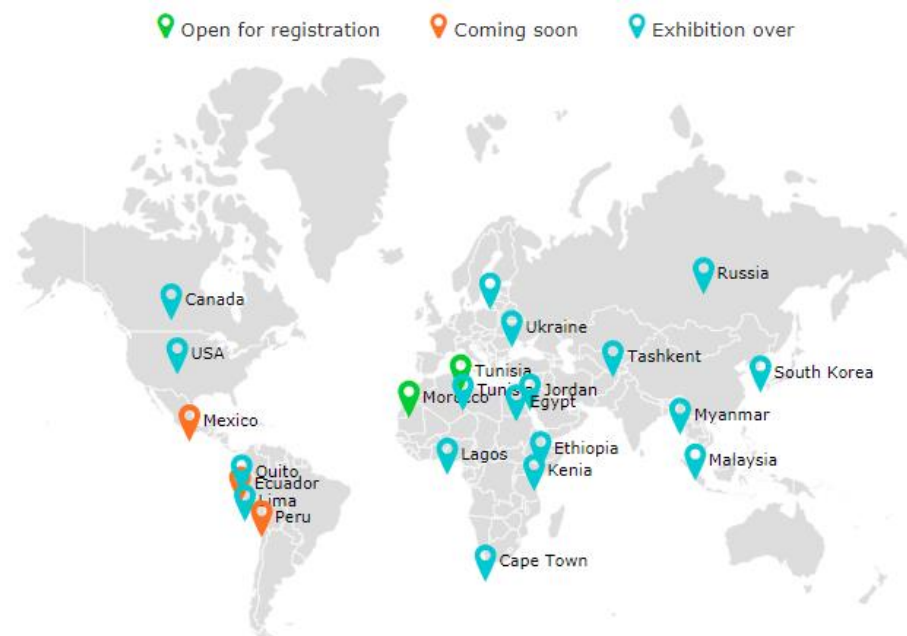 Open for registration
Coming soon
Exhibition over
Russia
Canada
Ukraine
USA
Tashkent
Tunisia
South Korea
Tunisia
Jordan
Morocco
Egypt
Myanmar
Mexico
Ethiopia
Lagos
Malaysia
Quito
Kenia
Ecuador
Lima
Peru
Cape Town